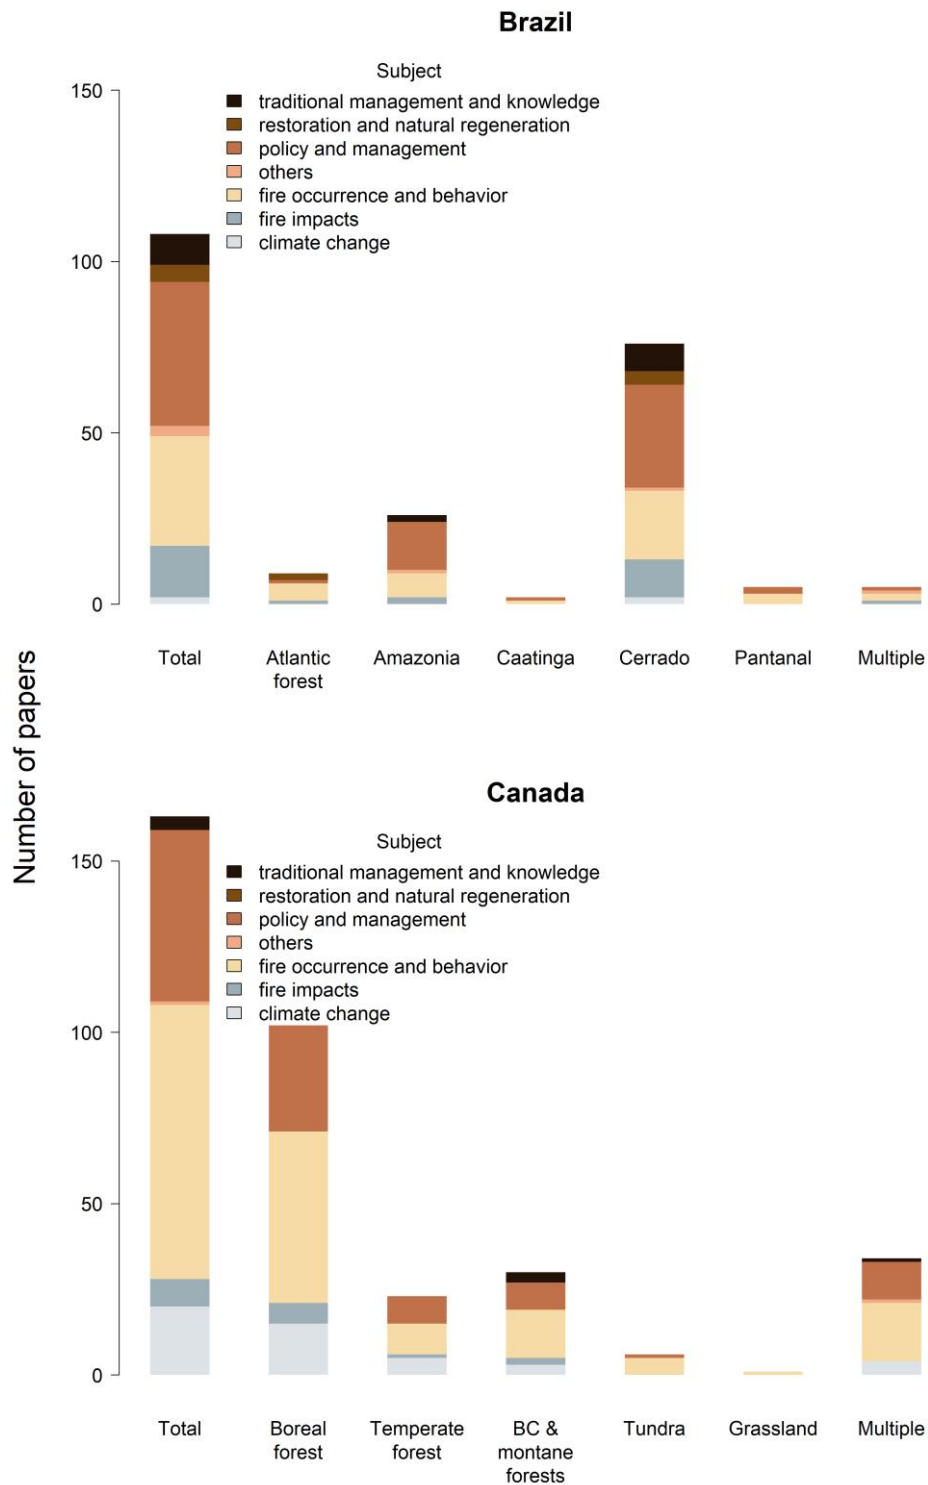 Brazil
Subject
traditional management and knowledge
restoration and natural regeneration
policy and management
others
fire occurrence and behavior
fire impacts
climate change
150
100
50
0
Total
Atlantic
forest
Amazonia
Caatinga
Cerrado
Pantanal
Multiple
Number of papers
Canada
Subject
traditional management and knowledge
restoration and natural regeneration
policy and management
others
fire occurrence and behavior
fire impacts
climate change
150
100
50
0
Total
Boreal
forest
Temperate
forest
BC &
montane
forests
Tundra
Grassland
Multiple